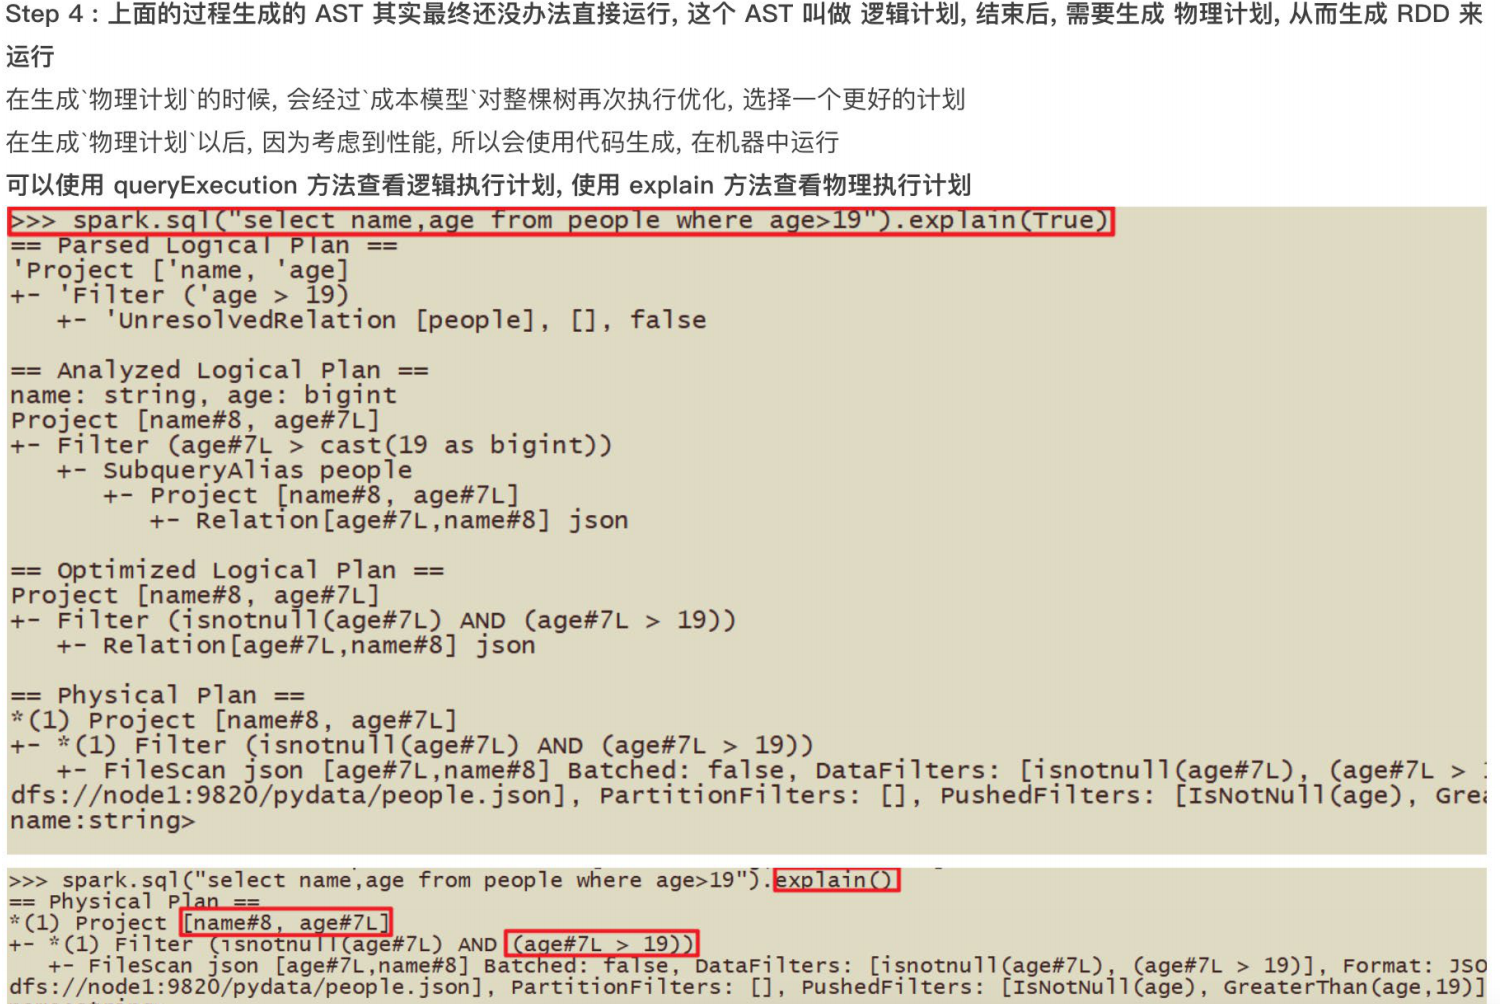 Step 4 : 上面的过程生成的 AST 其实最终还没办法直接运行, 这个 AST 叫做 逻辑计划, 结束后, 需要生成 物理计划, 从而生成 RDD 来
运行
在生成`物理计划`的时候, 会经过`成本模型`对整棵树再次执行优化, 选择一个更好的计划
在生成`物理计划`以后, 因为考虑到性能, 所以会使用代码生成, 在机器中运行
可以使用 queryExecution 方法查看逻辑执行计划, 使用 explain 方法查看物理执行计划
>>> spark.sql("select name,age from people where age>19").explain(True)
== Parsed Logical Plan ==
'Project ['name, 'age]
+- 'Filter ('age > 19)
   +- 'UnresolvedRelation [people], [], false

== Analyzed Logical Plan ==
name: string, age: bigint
Project [name#8, age#7L]
+- Filter (age#7L > cast(19 as bigint))
   +- SubqueryAlias people
      +- Project [name#8, age#7L]
         +- Relation[age#7L,name#8] json

== Optimized Logical Plan ==
Project [name#8, age#7L]
+- Filter (isnotnull(age#7L) AND (age#7L > 19))
   +- Relation[age#7L,name#8] json

== Physical Plan ==
*(1) Project [name#8, age#7L]
+- *(1) Filter (isnotnull(age#7L) AND (age#7L > 19))
   +- FileScan json [age#7L,name#8] Batched: false, DataFilters: [isnotnull(age#7L), (age#7L >
dfs://node1:9820/pydata/people.json], PartitionFilters: [], PushedFilters: [IsNotNull(age), Grea
name:string>
>>> spark.sql("select name,age from people where age>19").explain()
== Physical Plan ==
*(1) Project [name#8, age#7L]
+- *(1) Filter (isnotnull(age#7L) AND (age#7L > 19))
   +- FileScan json [age#7L,name#8] Batched: false, DataFilters: [isnotnull(age#7L), (age#7L > 19)], Format: JSO
dfs://node1:9820/pydata/people.json], PartitionFilters: [], PushedFilters: [IsNotNull(age), GreaterThan(age,19)]